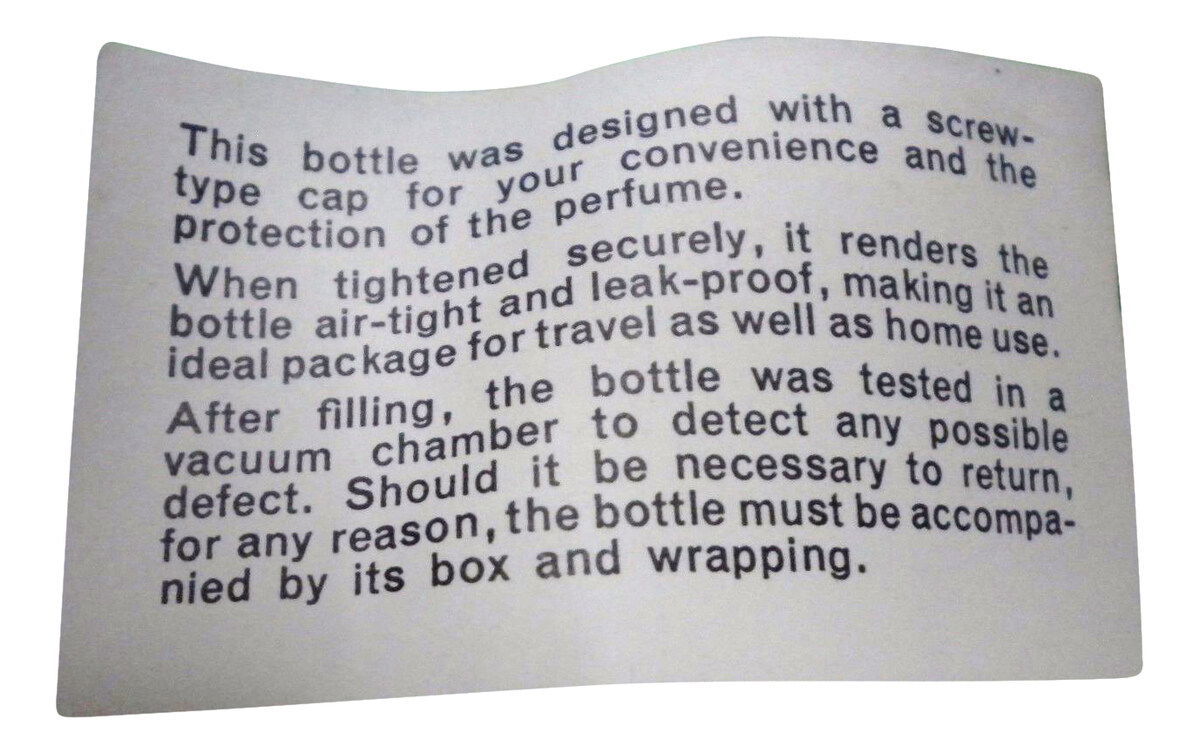 This bottle was designed with a screw-
type cap for your convenience and the
protection of the perfume.
When tightened securely, it renders the
bottle air-tight and leak-proof, making it an
ideal package for travel as well as home use.
After filling, the bottle was tested in a
vacuum chamber to detect any possible
defect. Should it be necessary to return,
for any reason, the bottle must be accompa-
nied by its box and wrapping.